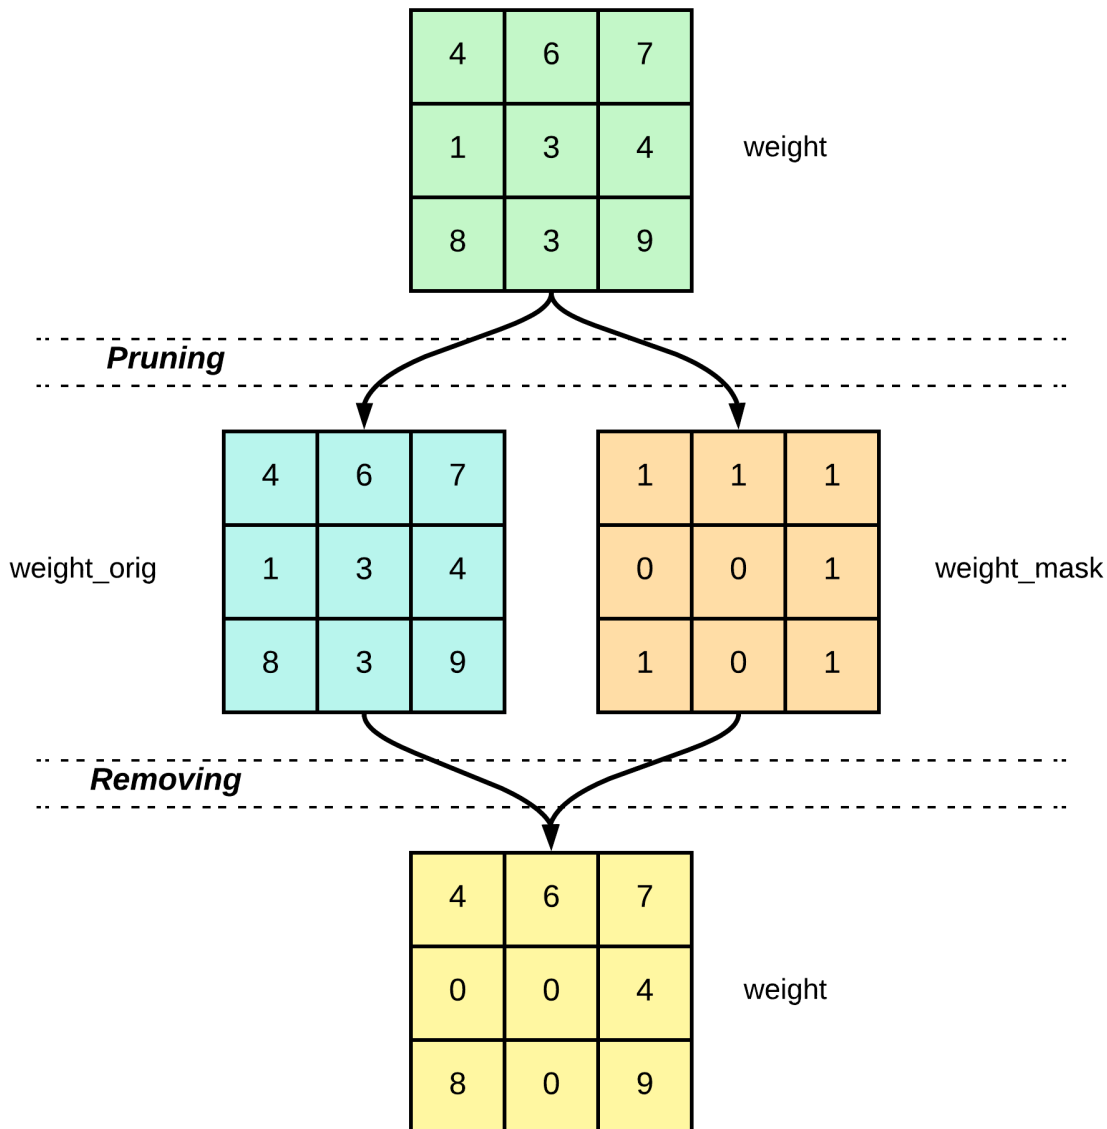 4 6 7
1 3 4
weight
8 3 9
Pruning
4 6 7
1 1 1
weight_orig
1 3 4
0 0 1
weight_mask
8 3 9
1 0 1
Removing
4 6 7
0 0 4
weight
8 0 9